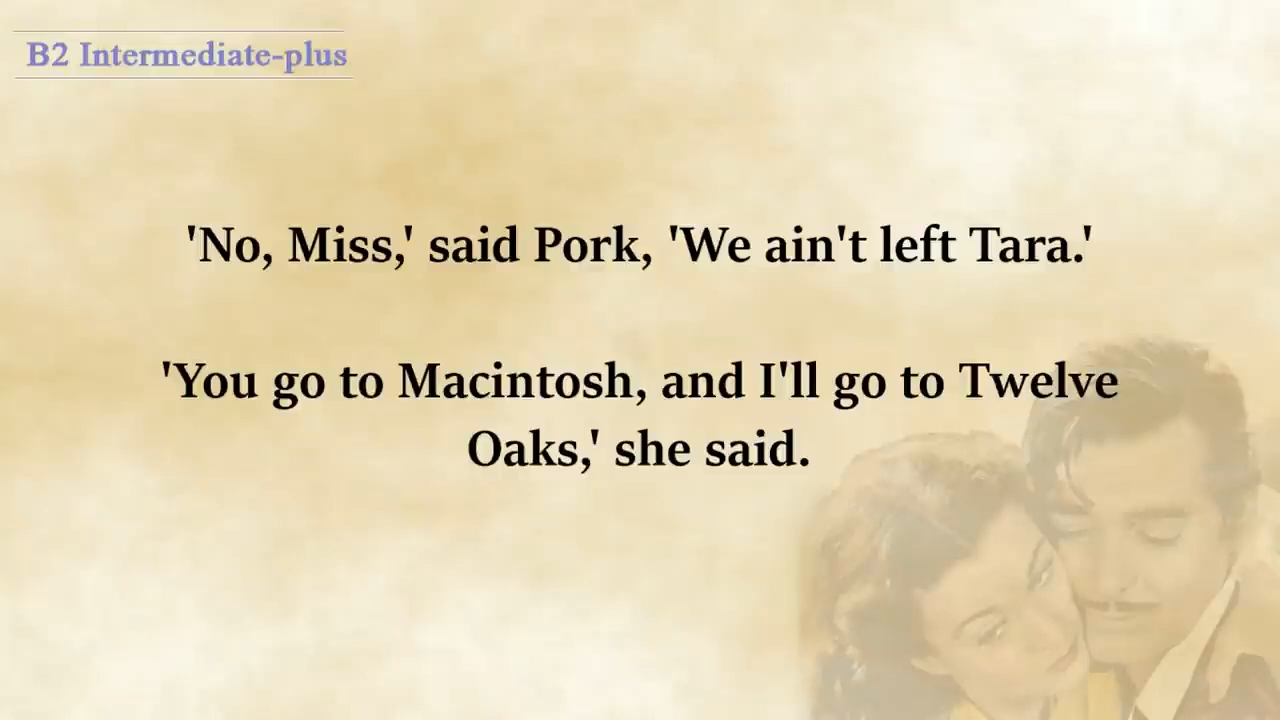 B2 Intermediate-plus
'No, Miss,' said Pork, 'We ain't left Tara.'
'You go to Macintosh, and I'll go to Twelve
Oaks,' she said.